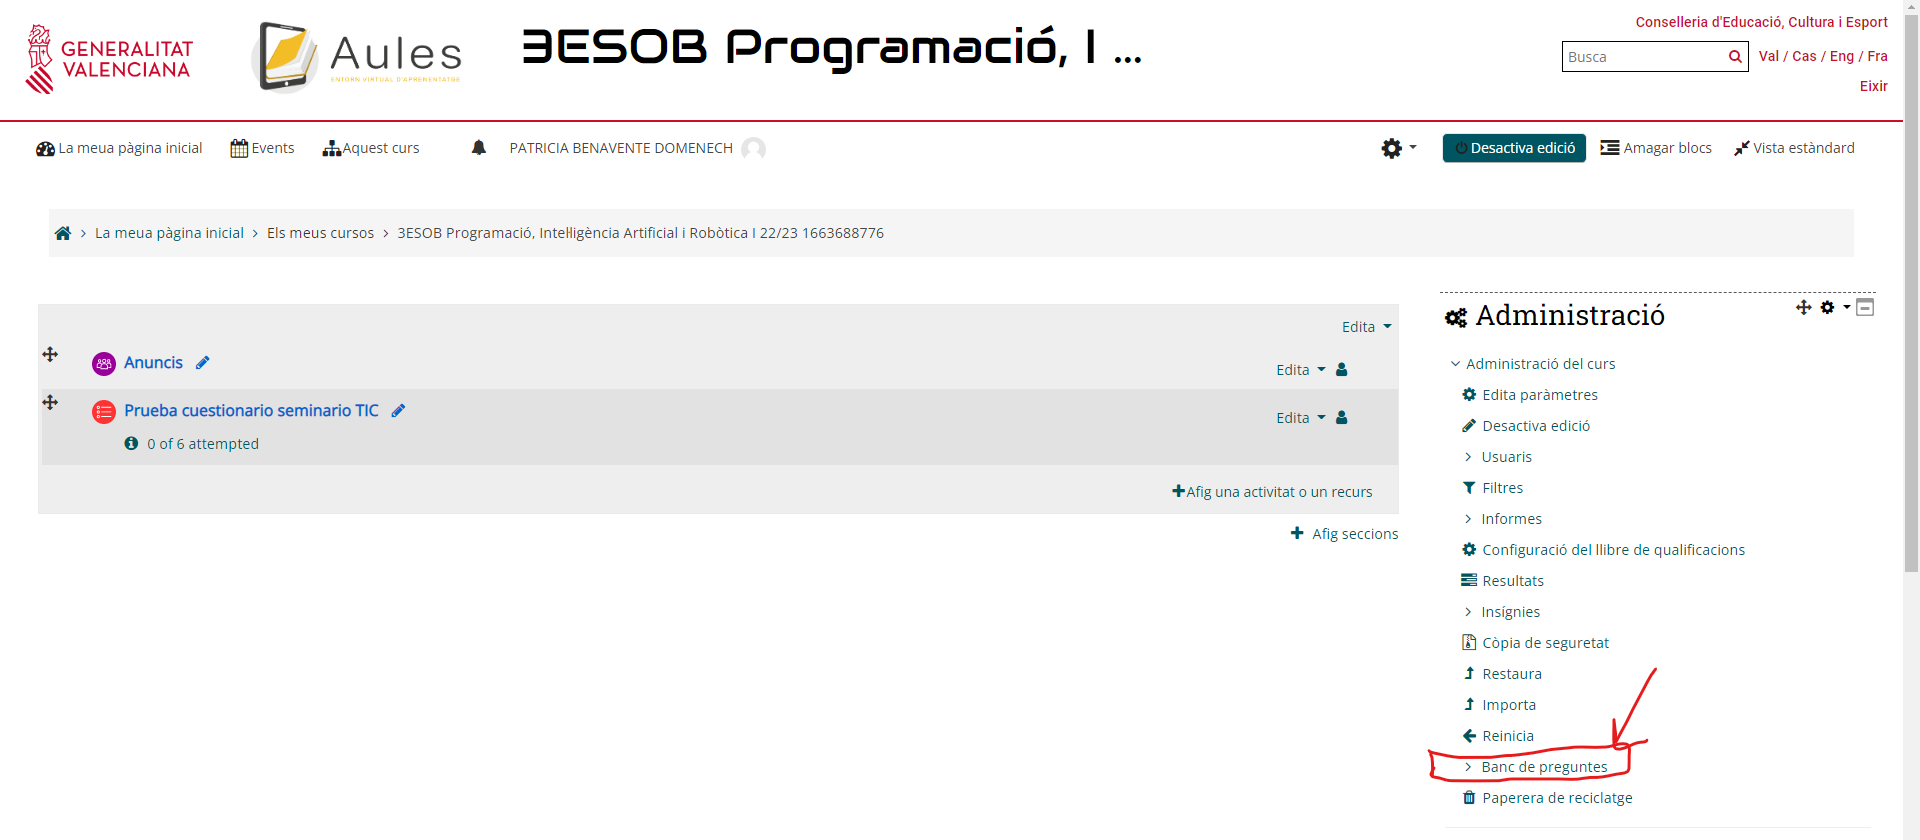 GENERALITAT
VALENCIANA
Aules
ENTORN VIRTUAL D'APRENENTATGE
3ESOB Programació, I ...
Conselleria d'Educació, Cultura i Esport
Busca
Val / Cas / Eng / Fra
Eixir
La meua pàgina inicial
Events
Aquest curs
PATRICIA BENAVENTE DOMENECH
Desactiva edició
Amagar blocs
Vista estàndard
La meua pàgina inicial > Els meus cursos > 3ESOB Programació, Intel·ligència Artificial i Robòtica I 22/23 1663688776
Edita
Anuncis
Edita
Prueba cuestionario seminario TIC
Edita
0 of 6 attempted
Afig una activitat o un recurs
Afig seccions
Administració
Administració del curs
Edita paràmetres
Desactiva edició
Usuaris
Filtres
Informes
Configuració del llibre de qualificacions
Resultats
Insígnies
Còpia de seguretat
Restaura
Importa
Reinicia
Banc de preguntes
Paperera de reciclatge